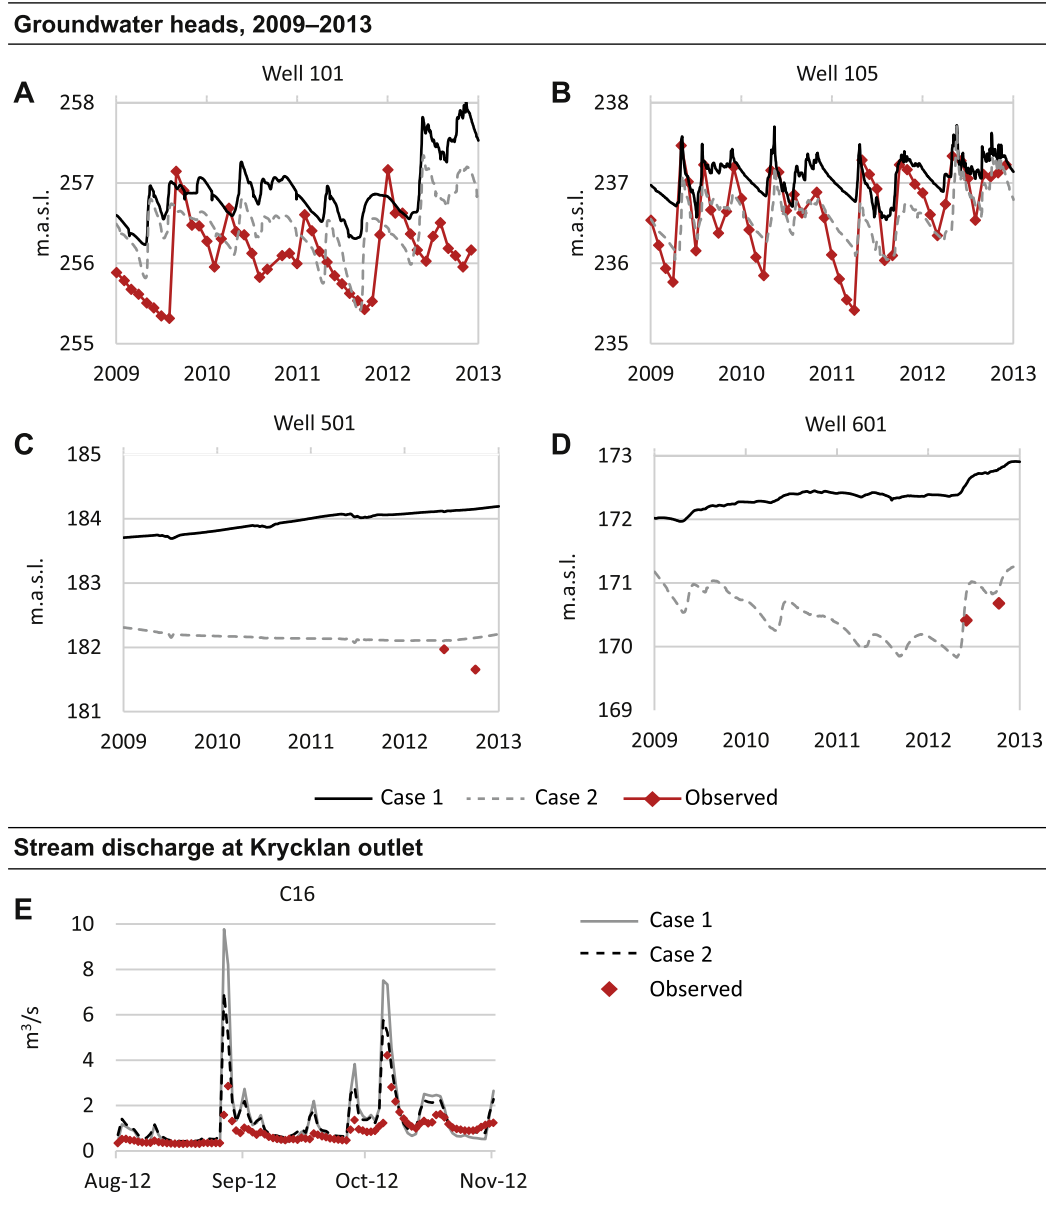 Groundwater heads, 2009–2013
A
Well 101
m.a.s.l.
258
257
256
255
2009 2010 2011 2012 2013
B
Well 105
m.a.s.l.
238
237
236
235
2009 2010 2011 2012 2013
C
Well 501
m.a.s.l.
185
184
183
182
181
2009 2010 2011 2012 2013
D
Well 601
m.a.s.l.
173
172
171
170
169
2009 2010 2011 2012 2013
Case 1 Case 2 Observed
Stream discharge at Krycklan outlet
E
C16
m³/s
10
8
6
4
2
0
Aug-12 Sep-12 Oct-12 Nov-12
Case 1
Case 2
Observed